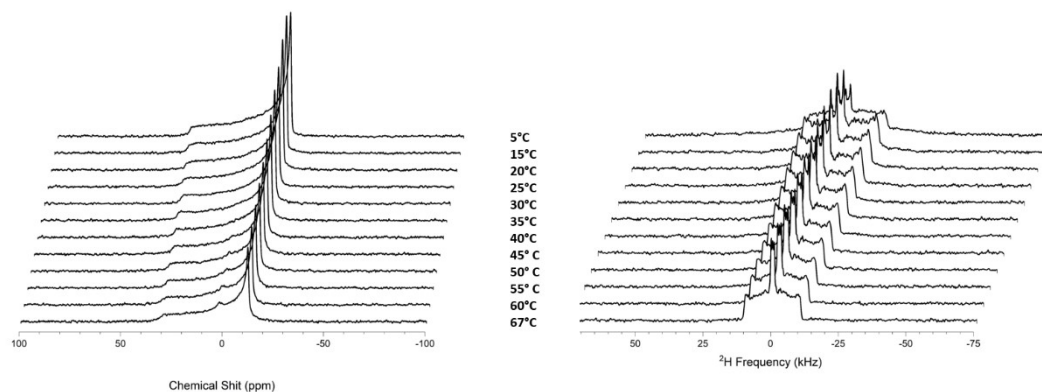 5°C
15°C
20°C
25°C
30°C
35°C
40°C
45° C
50° C
55° C
60°C
67°C
100 50 0 -50 -100
Chemical Shit (ppm)
50 25 0 -25 -50 -75
²H Frequency (kHz)